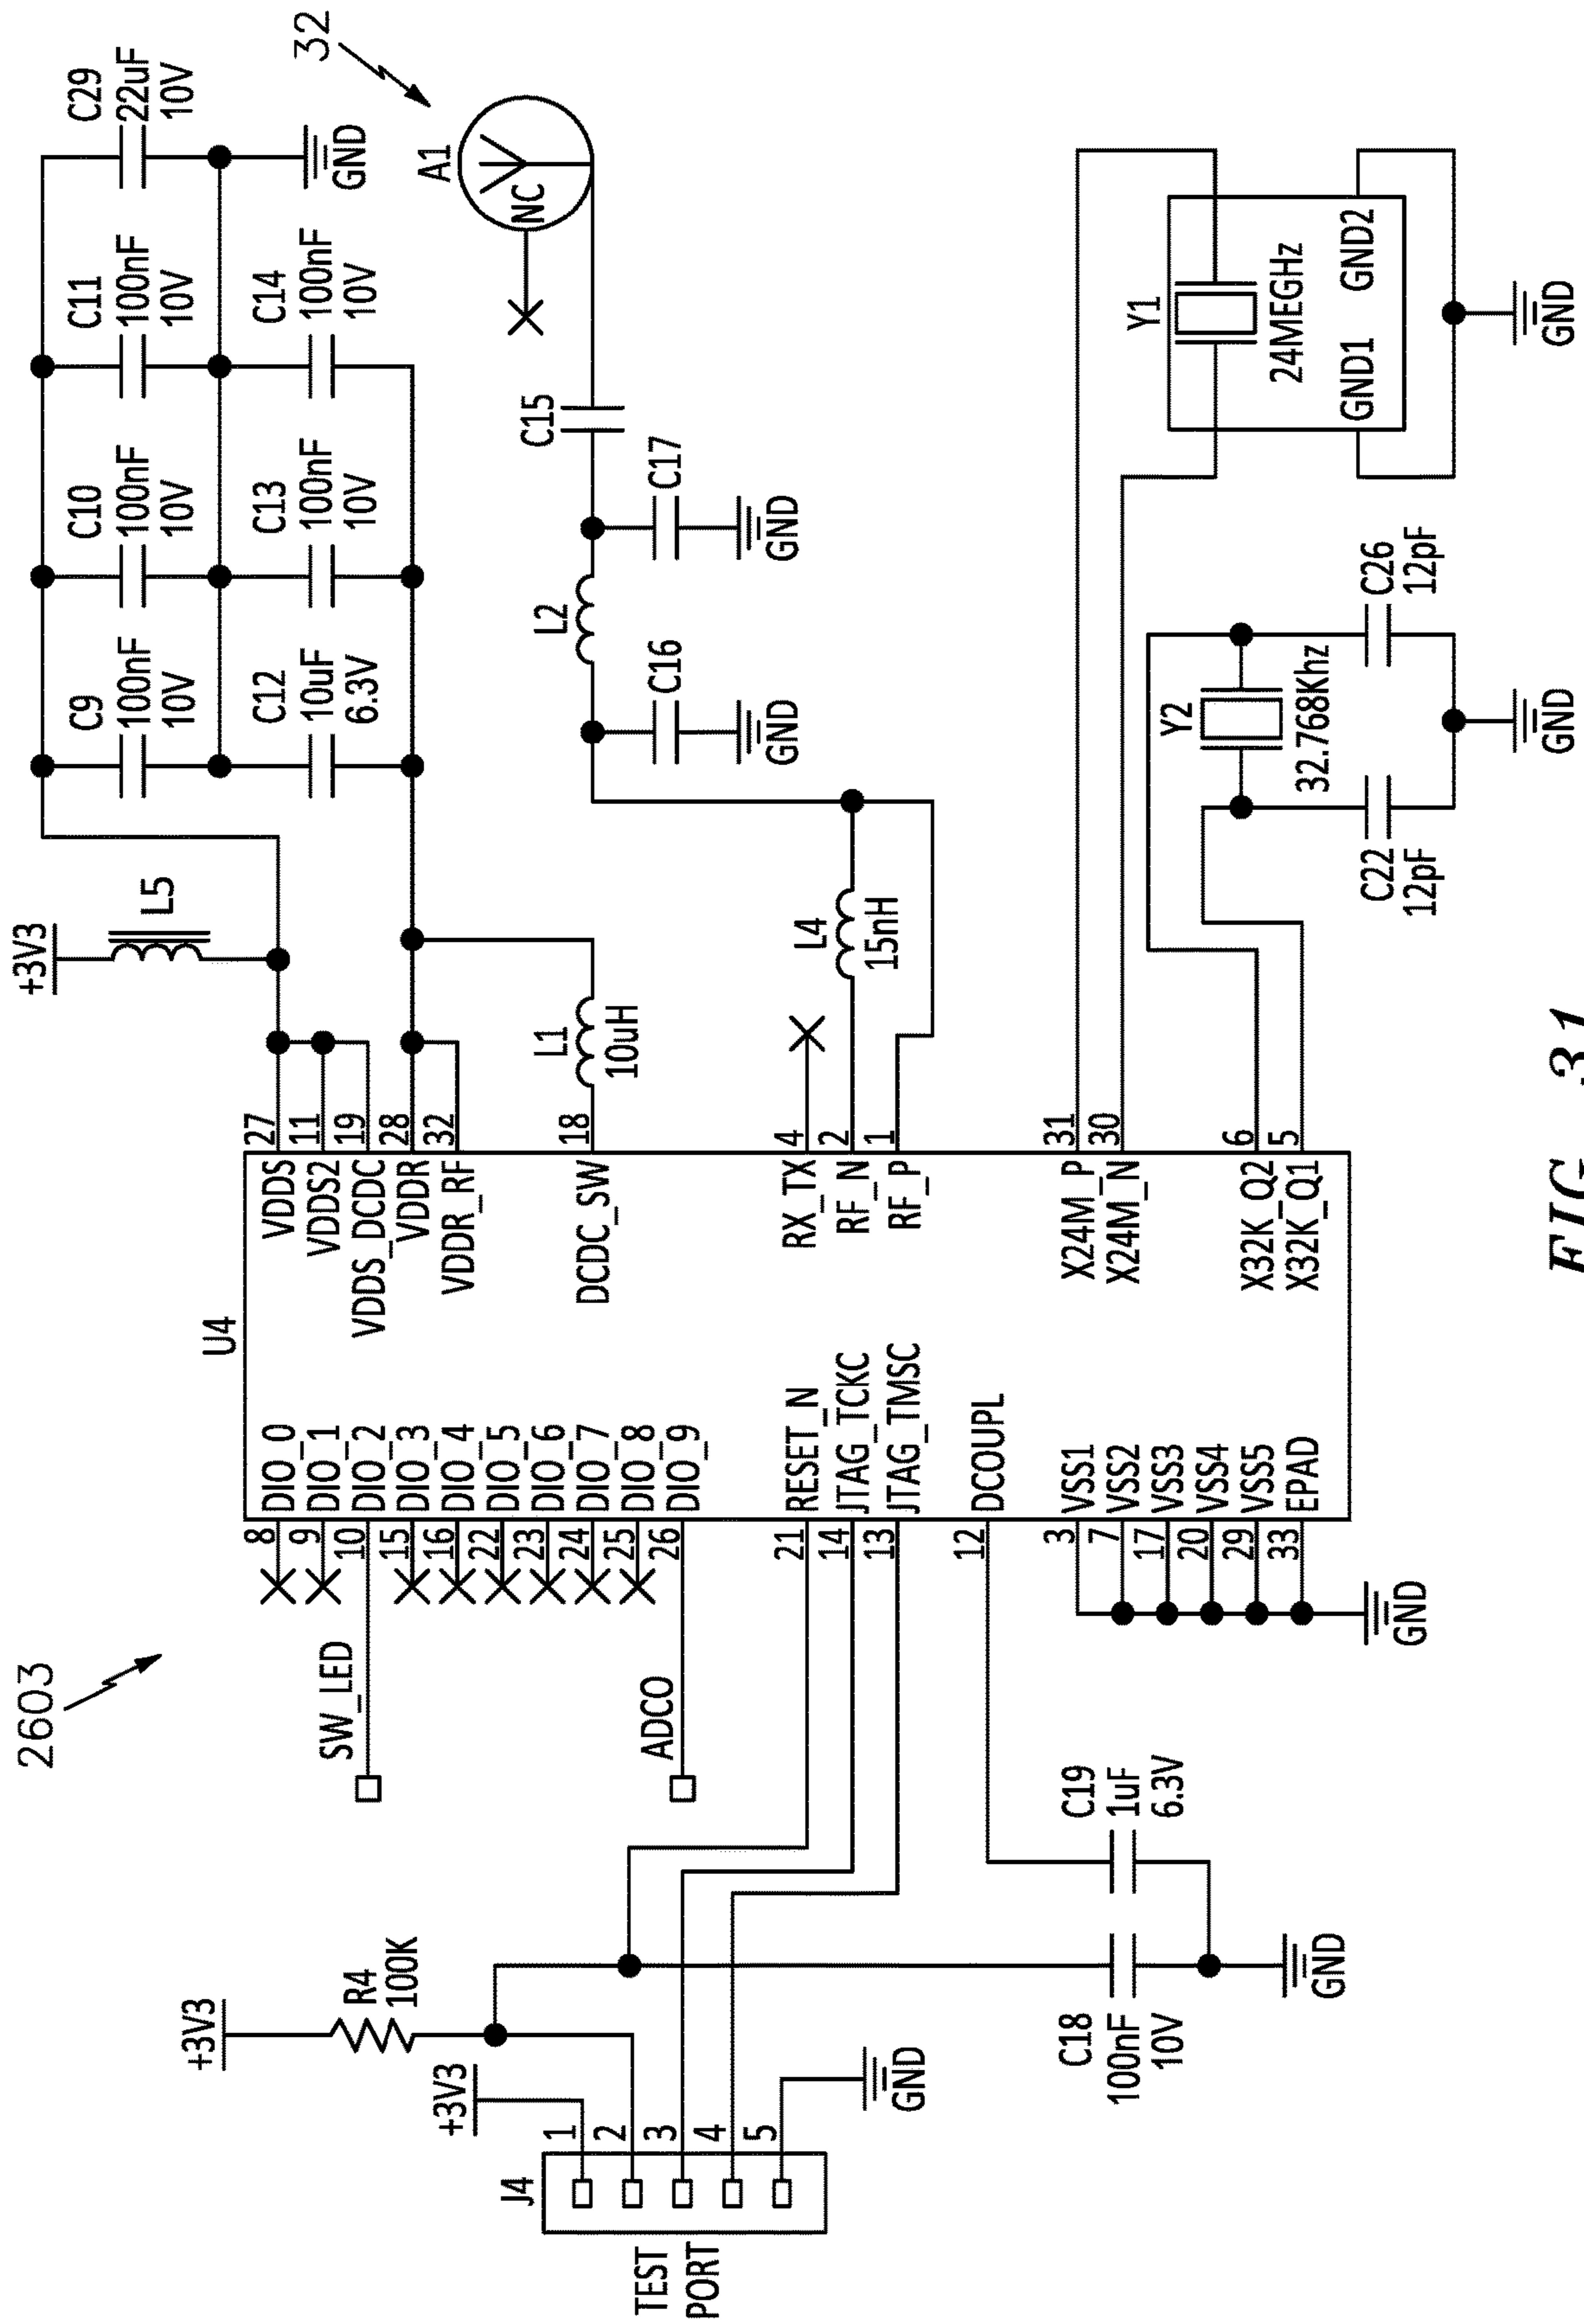 2603
32
+3V3
L5
C9
100nF
10V
C10
100nF
10V
C11
100nF
10V
C29
22uF
10V
C12
10uF
6.3V
C13
100nF
10V
C14
100nF
10V
GND
A1
NC
C15
L2
C16
GND
C17
GND
L1
10uH
L4
15nH
U4
8 DIO_0
9 DIO_1
10 DIO_2
15 DIO_3
16 DIO_4
22 DIO_5
23 DIO_6
24 DIO_7
25 DIO_8
26 DIO_9
21 RESET_N
14 JTAG_TCKC
13 JTAG_TMSC
12 DCOUPL
3 VSS1
7 VSS2
17 VSS3
20 VSS4
29 VSS5
33 EPAD
GND
VDDS 27
VDDS2 11
VDDS_DCDC 19
VDDR 28
VDDR_RF 32
DCDC_SW 18
RX_TX 4
RF_N 2
RF_P 1
X24M_P 31
X24M_N 30
X32K_Q2 6
X32K_Q1 5
SW_LED
ADCO
+3V3
R4
100K
+3V3
J4
1
2
3
4
5
TEST
PORT
GND
C18
100nF
10V
C19
1uF
6.3V
GND
Y1
24MEGHz
GND1 GND2
GND
Y2
32.768Khz
C22
12pF
C26
12pF
GND
FIG. 31